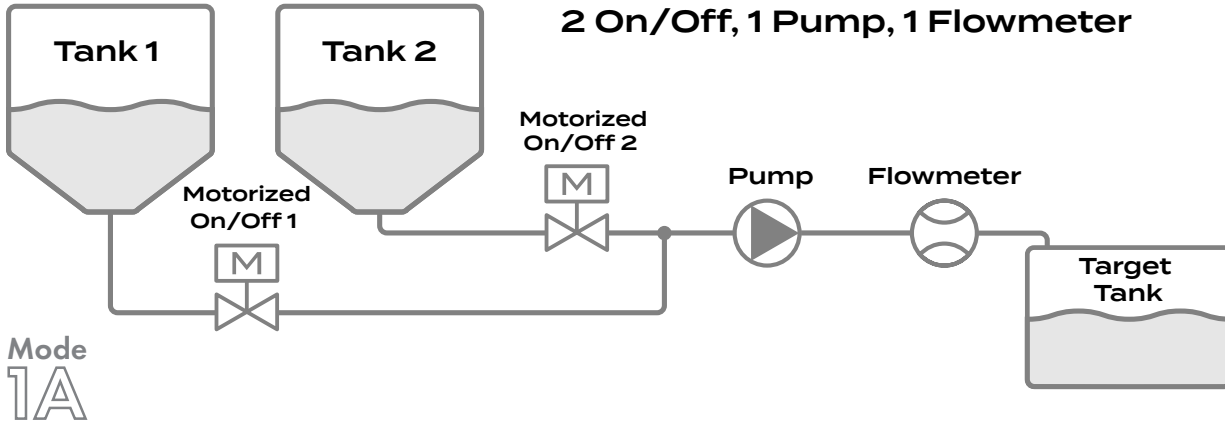 2 On/Off, 1 Pump, 1 Flowmeter
Tank 1
Tank 2
Motorized
On/Off 2
M
Pump
Flowmeter
Motorized
On/Off 1
M
Target
Tank
Mode
1A